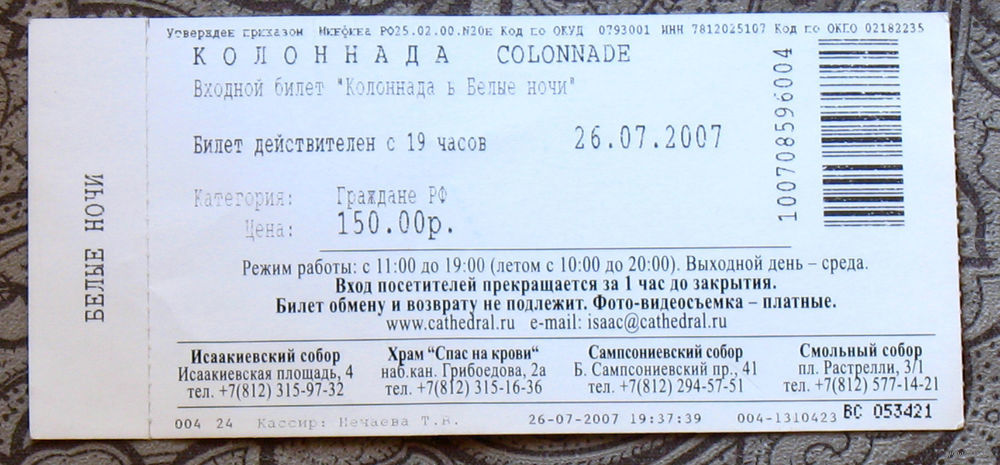 Утвержден приказом Минфина РФ25.02.00.N20н Код по ОКУД 0793001 ИНН 7812025107 Код по ОКПО 02182235
КОЛОННАДА COLONNADE
Входной билет "Колоннада в Белые ночи"
Билет действителен с 19 часов 26.07.2007
Категория: Граждане РФ
Цена: 150.00р.
100708596004
БЕЛЫЕ НОЧИ
Режим работы: с 11:00 до 19:00 (летом с 10:00 до 20:00). Выходной день – среда.
Вход посетителей прекращается за 1 час до закрытия.
Билет обмену и возврату не подлежит. Фото-видеосъемка – платные.
www.cathedral.ru e-mail: isaac@cathedral.ru
Исаакиевский собор
Исаакиевская площадь, 4
тел. +7(812) 315-97-32
Храм “Спас на крови“
наб.кан. Грибоедова, 2а
тел. +7(812) 315-16-36
Сампсониевский собор
Б. Сампсониевский пр., 41
тел. +7(812) 294-57-51
Смольный собор
пл. Растрелли, 3/1
тел. +7(812) 577-14-21
004 24 Кассир: Нечаева Т.В. 26-07-2007 19:37:39 004-1310423 ВС 053421